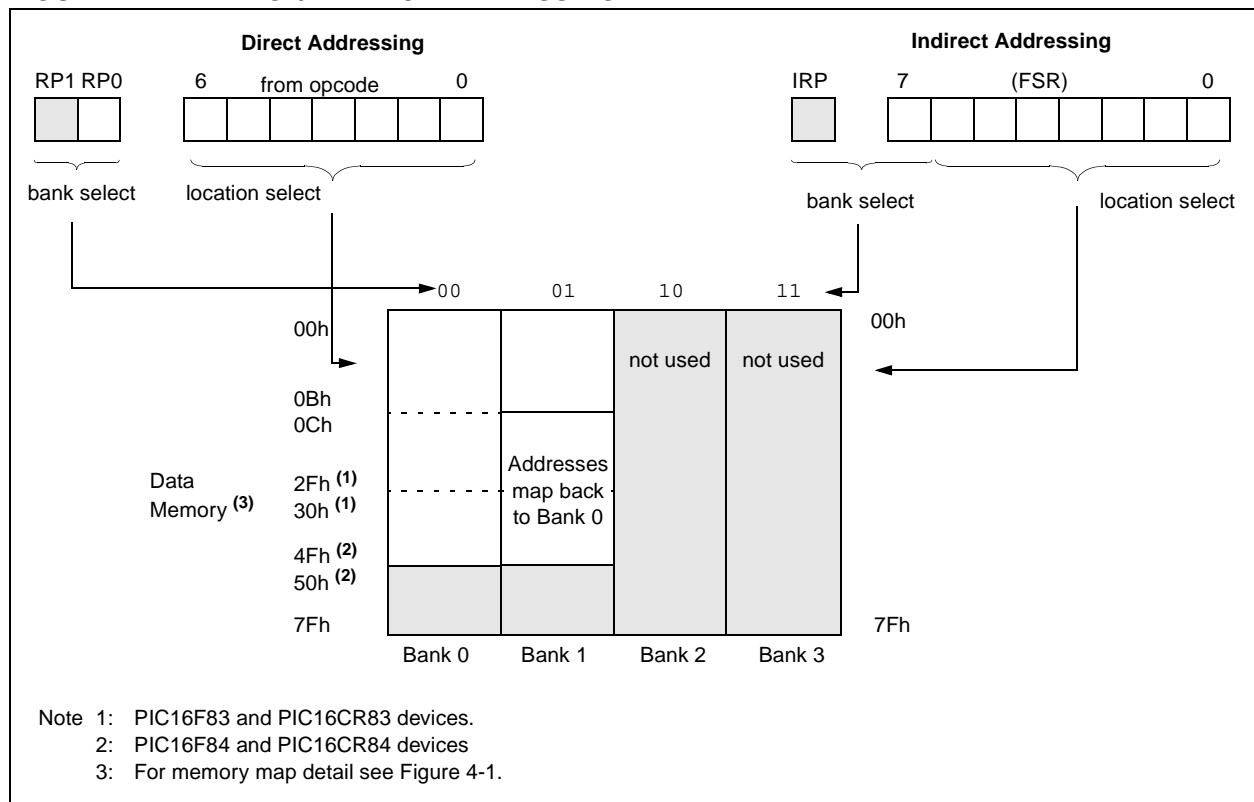 Direct Addressing
Indirect Addressing
RP1 RP0 6 from opcode 0
IRP 7 (FSR) 0
bank select location select
bank select location select
00 01 10 11
00h 00h
not used not used
0Bh
0Ch
Addresses
map back
to Bank 0
Data
Memory (3)
2Fh (1)
30h (1)
4Fh (2)
50h (2)
7Fh 7Fh
Bank 0 Bank 1 Bank 2 Bank 3
Note 1: PIC16F83 and PIC16CR83 devices.
2: PIC16F84 and PIC16CR84 devices
3: For memory map detail see Figure 4-1.